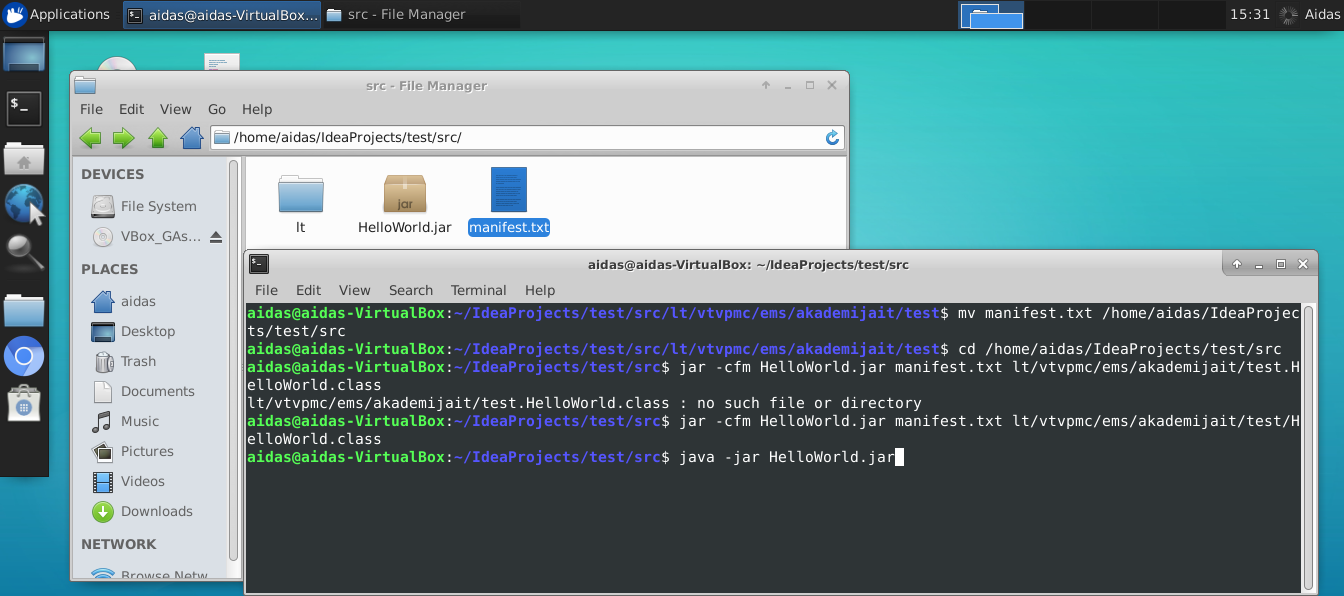 Applications
aidas@aidas-VirtualBox...
src - File Manager
15:31
Aidas
src - File Manager
File Edit View Go Help
/home/aidas/IdeaProjects/test/src/
DEVICES
File System
VBox_GAs...
PLACES
aidas
Desktop
Trash
Documents
Music
Pictures
Videos
Downloads
NETWORK
Browse Netw
lt
jar
HelloWorld.jar
manifest.txt
aidas@aidas-VirtualBox: ~/IdeaProjects/test/src
File Edit View Search Terminal Help
aidas@aidas-VirtualBox:~/IdeaProjects/test/src/lt/vtvpmc/ems/akademijait/test$ mv manifest.txt /home/aidas/IdeaProjec
ts/test/src
aidas@aidas-VirtualBox:~/IdeaProjects/test/src/lt/vtvpmc/ems/akademijait/test$ cd /home/aidas/IdeaProjects/test/src
aidas@aidas-VirtualBox:~/IdeaProjects/test/src$ jar -cfm HelloWorld.jar manifest.txt lt/vtvpmc/ems/akademijait/test.H
elloWorld.class
lt/vtvpmc/ems/akademijait/test.HelloWorld.class : no such file or directory
aidas@aidas-VirtualBox:~/IdeaProjects/test/src$ jar -cfm HelloWorld.jar manifest.txt lt/vtvpmc/ems/akademijait/test/H
elloWorld.class
aidas@aidas-VirtualBox:~/IdeaProjects/test/src$ java -jar HelloWorld.jar